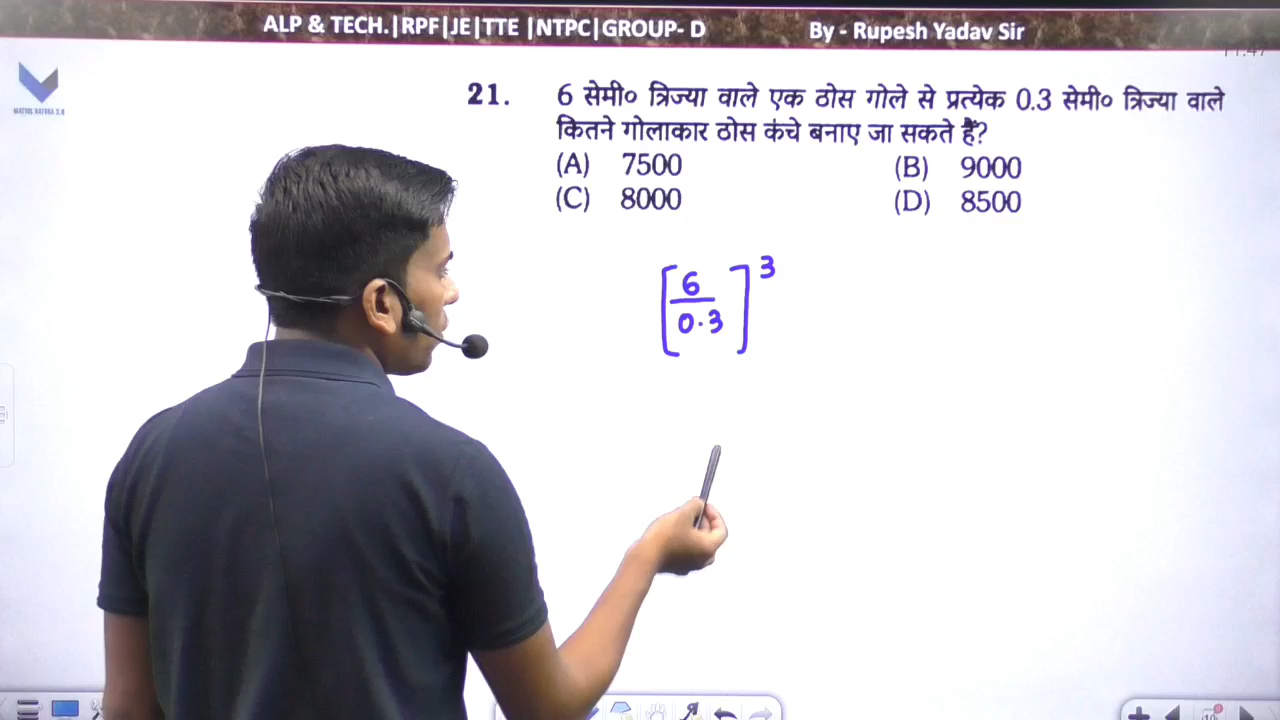 ALP & TECH.|RPF|JE|TTE |NTPC|GROUP- D By - Rupesh Yadav Sir
21. 6 सेमी० त्रिज्या वाले एक ठोस गोले से प्रत्येक 0.3 सेमी० त्रिज्या वाले
कितने गोलाकार ठोस कंचे बनाए जा सकते हैं?
(A) 7500 (B) 9000
(C) 8000 (D) 8500
[6/0.3]³